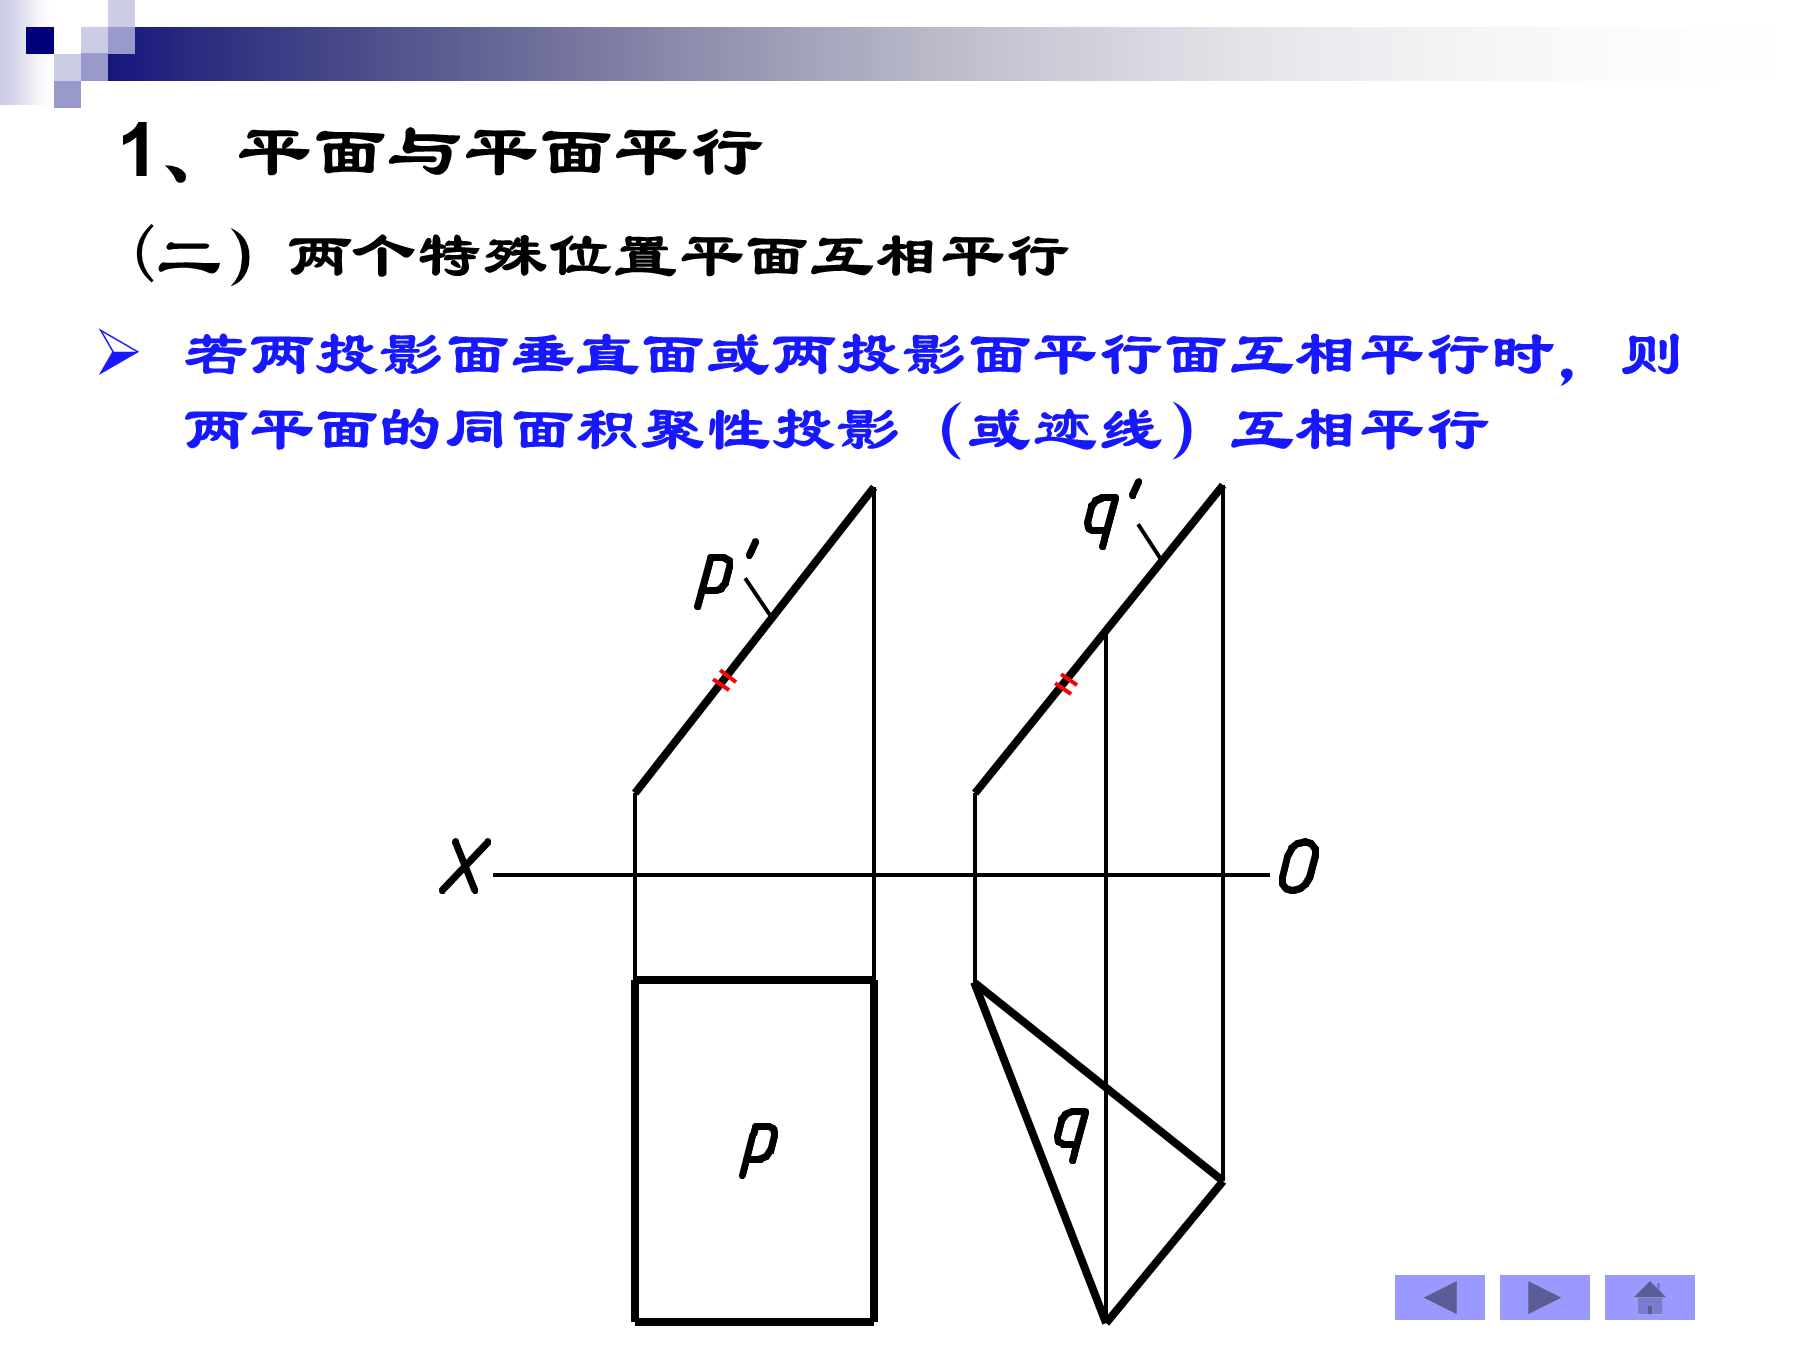 1、平面与平面平行
（二）两个特殊位置平面互相平行
若两投影面垂直面或两投影面平行面互相平行时，则
两平面的同面积聚性投影（或迹线）互相平行
q′
p′
X
O
p
q